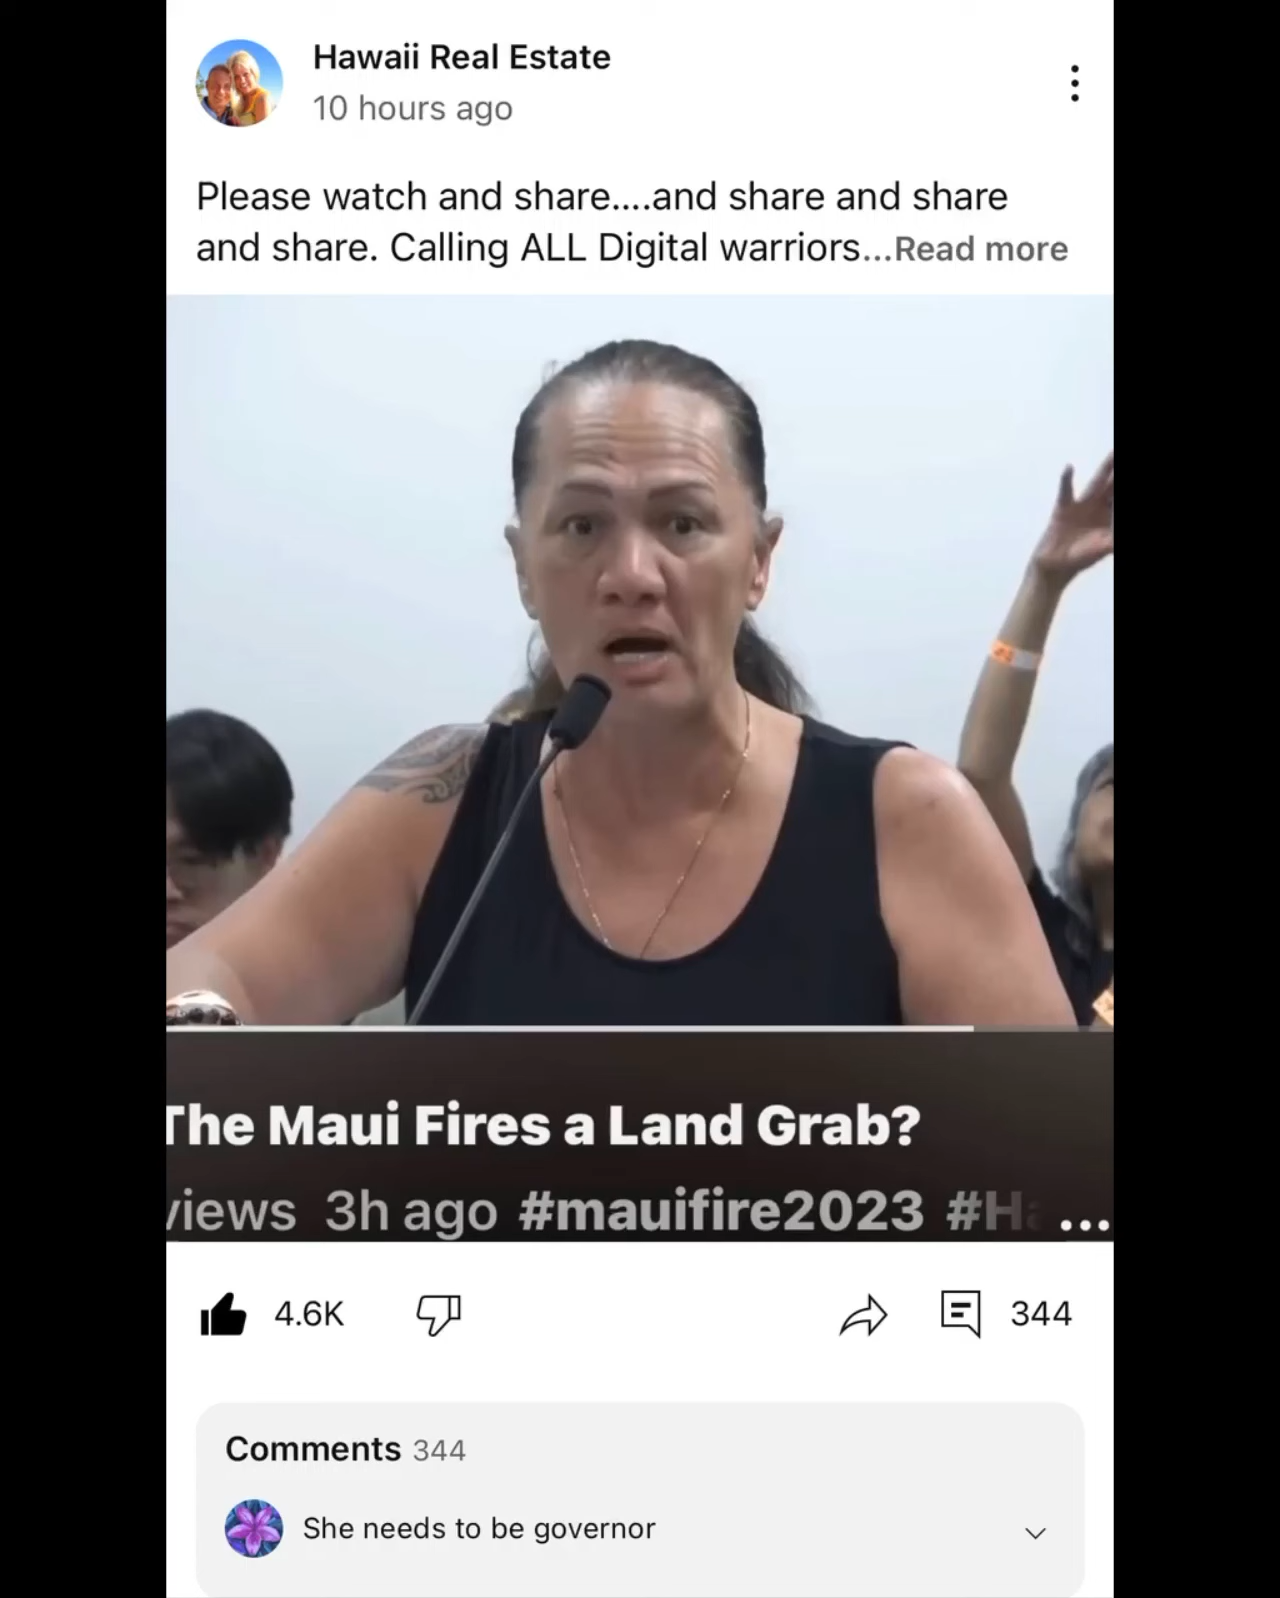 Hawaii Real Estate
10 hours ago
Please watch and share....and share and share
and share. Calling ALL Digital warriors...Read more
The Maui Fires a Land Grab?
views 3h ago #mauifire2023 #Ha ...
4.6K 344
Comments 344
She needs to be governor